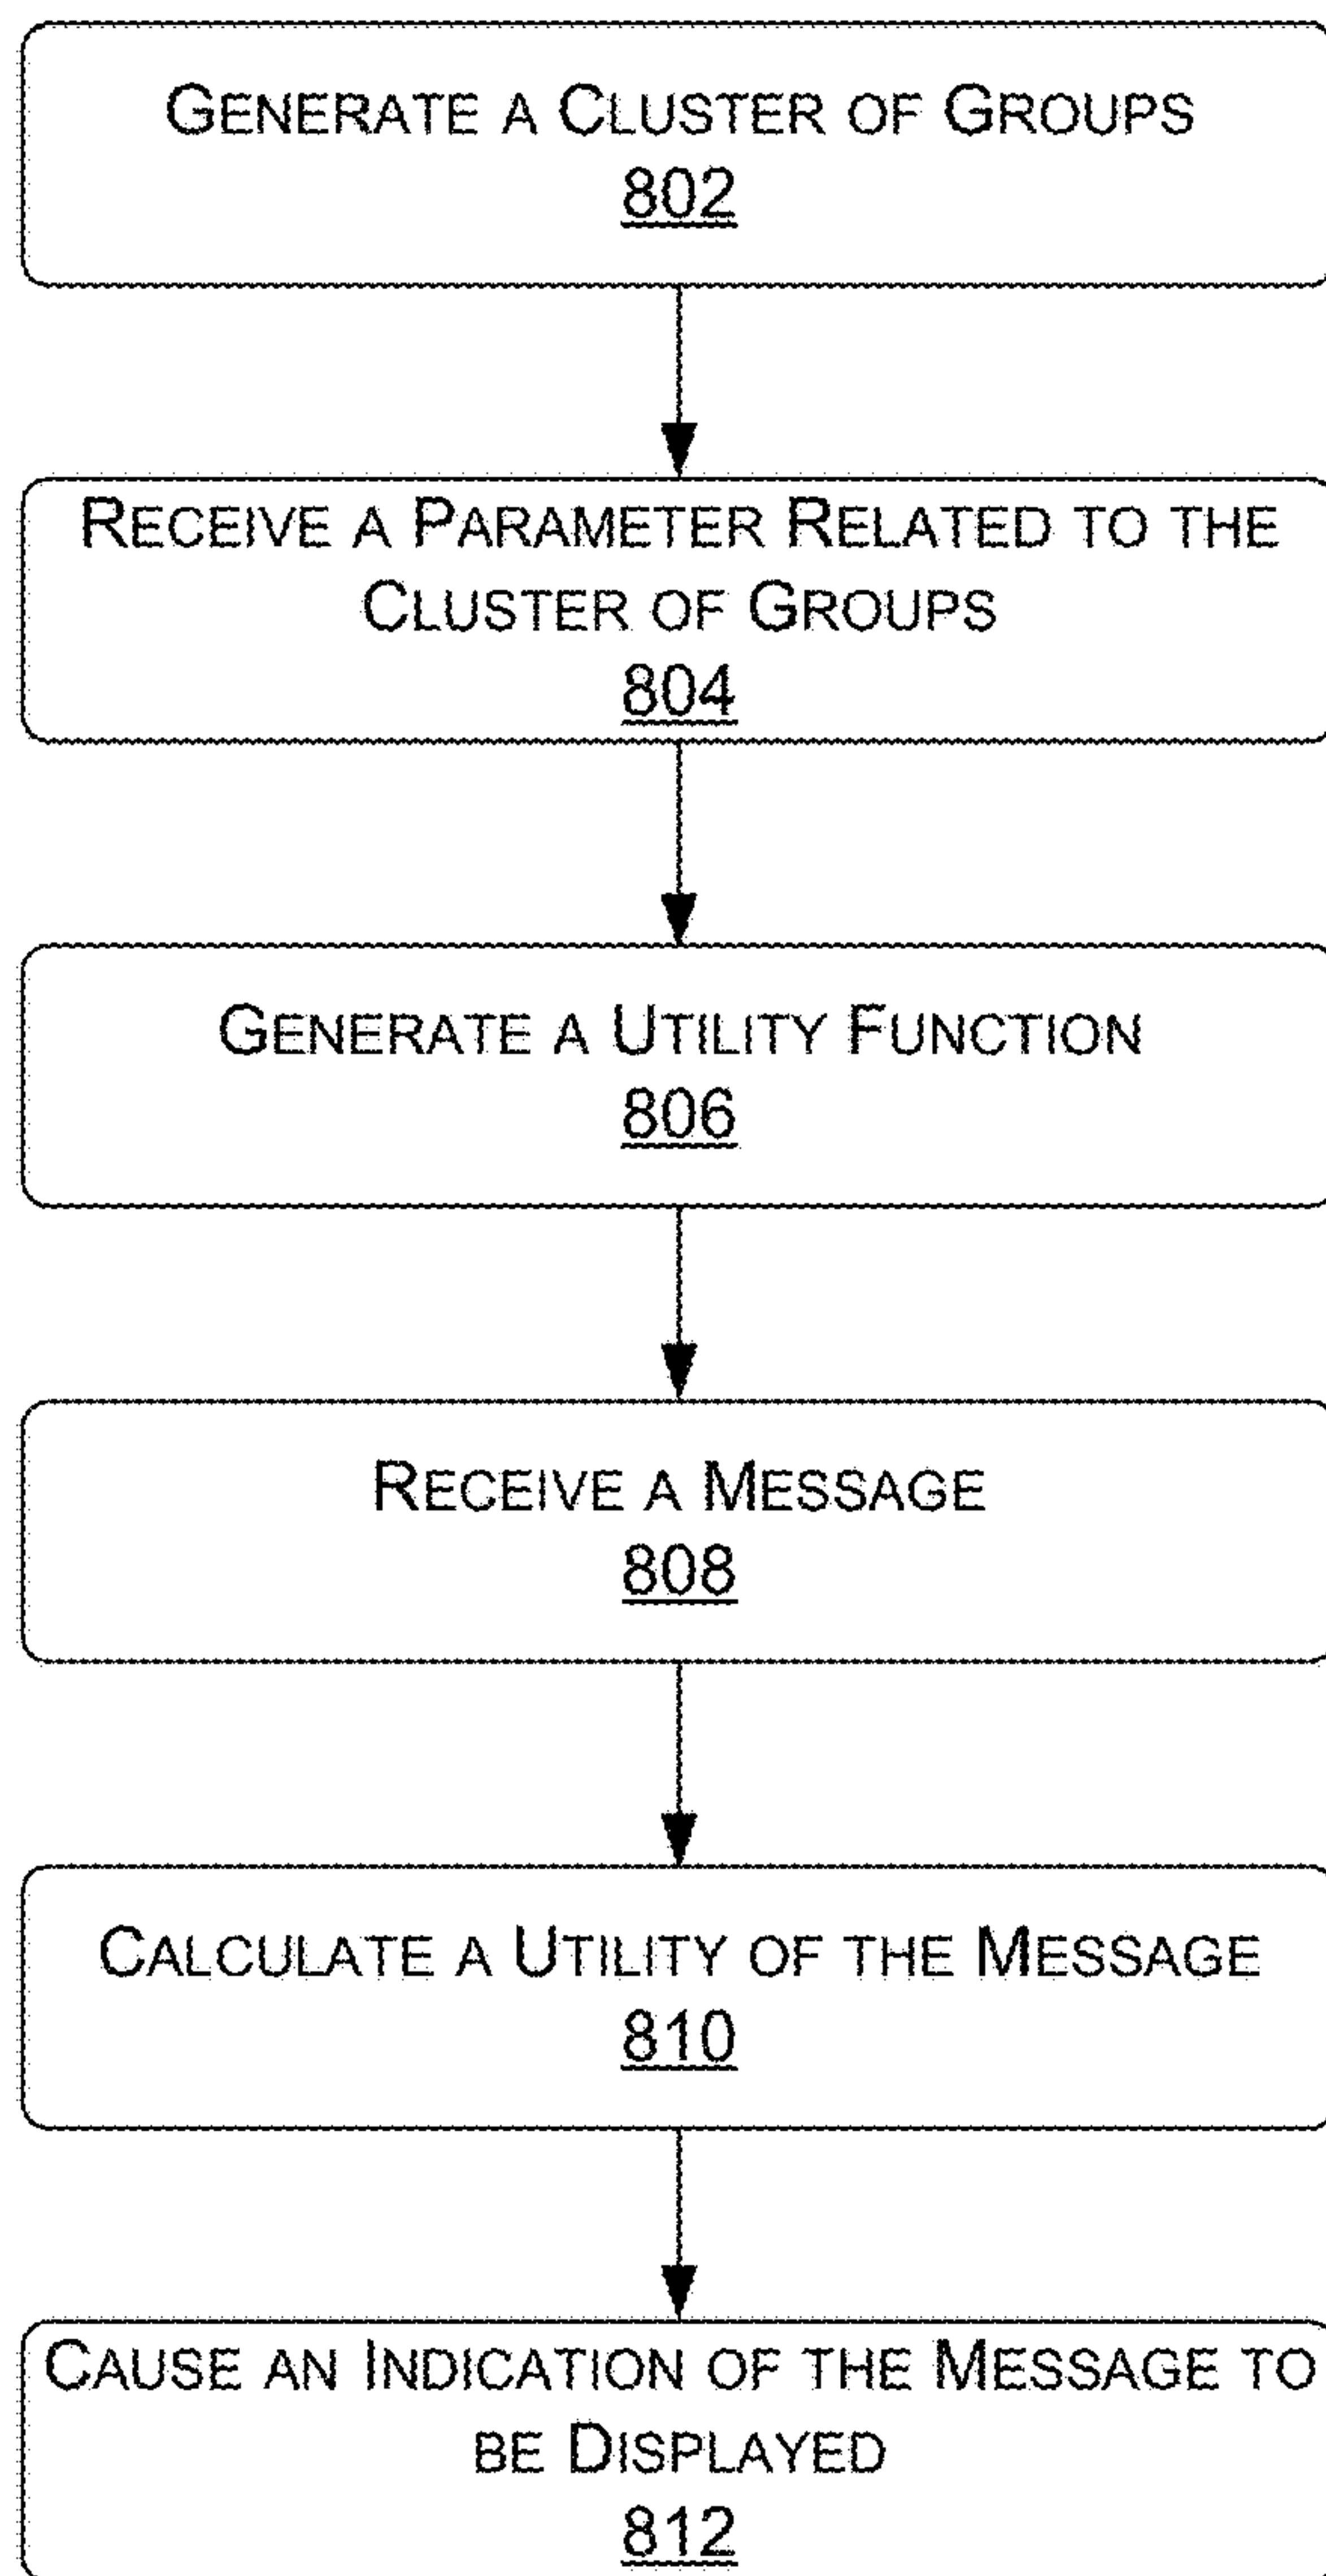 GENERATE A CLUSTER OF GROUPS
802
RECEIVE A PARAMETER RELATED TO THE
CLUSTER OF GROUPS
804
GENERATE A UTILITY FUNCTION
806
RECEIVE A MESSAGE
808
CALCULATE A UTILITY OF THE MESSAGE
810
CAUSE AN INDICATION OF THE MESSAGE TO
BE DISPLAYED
812